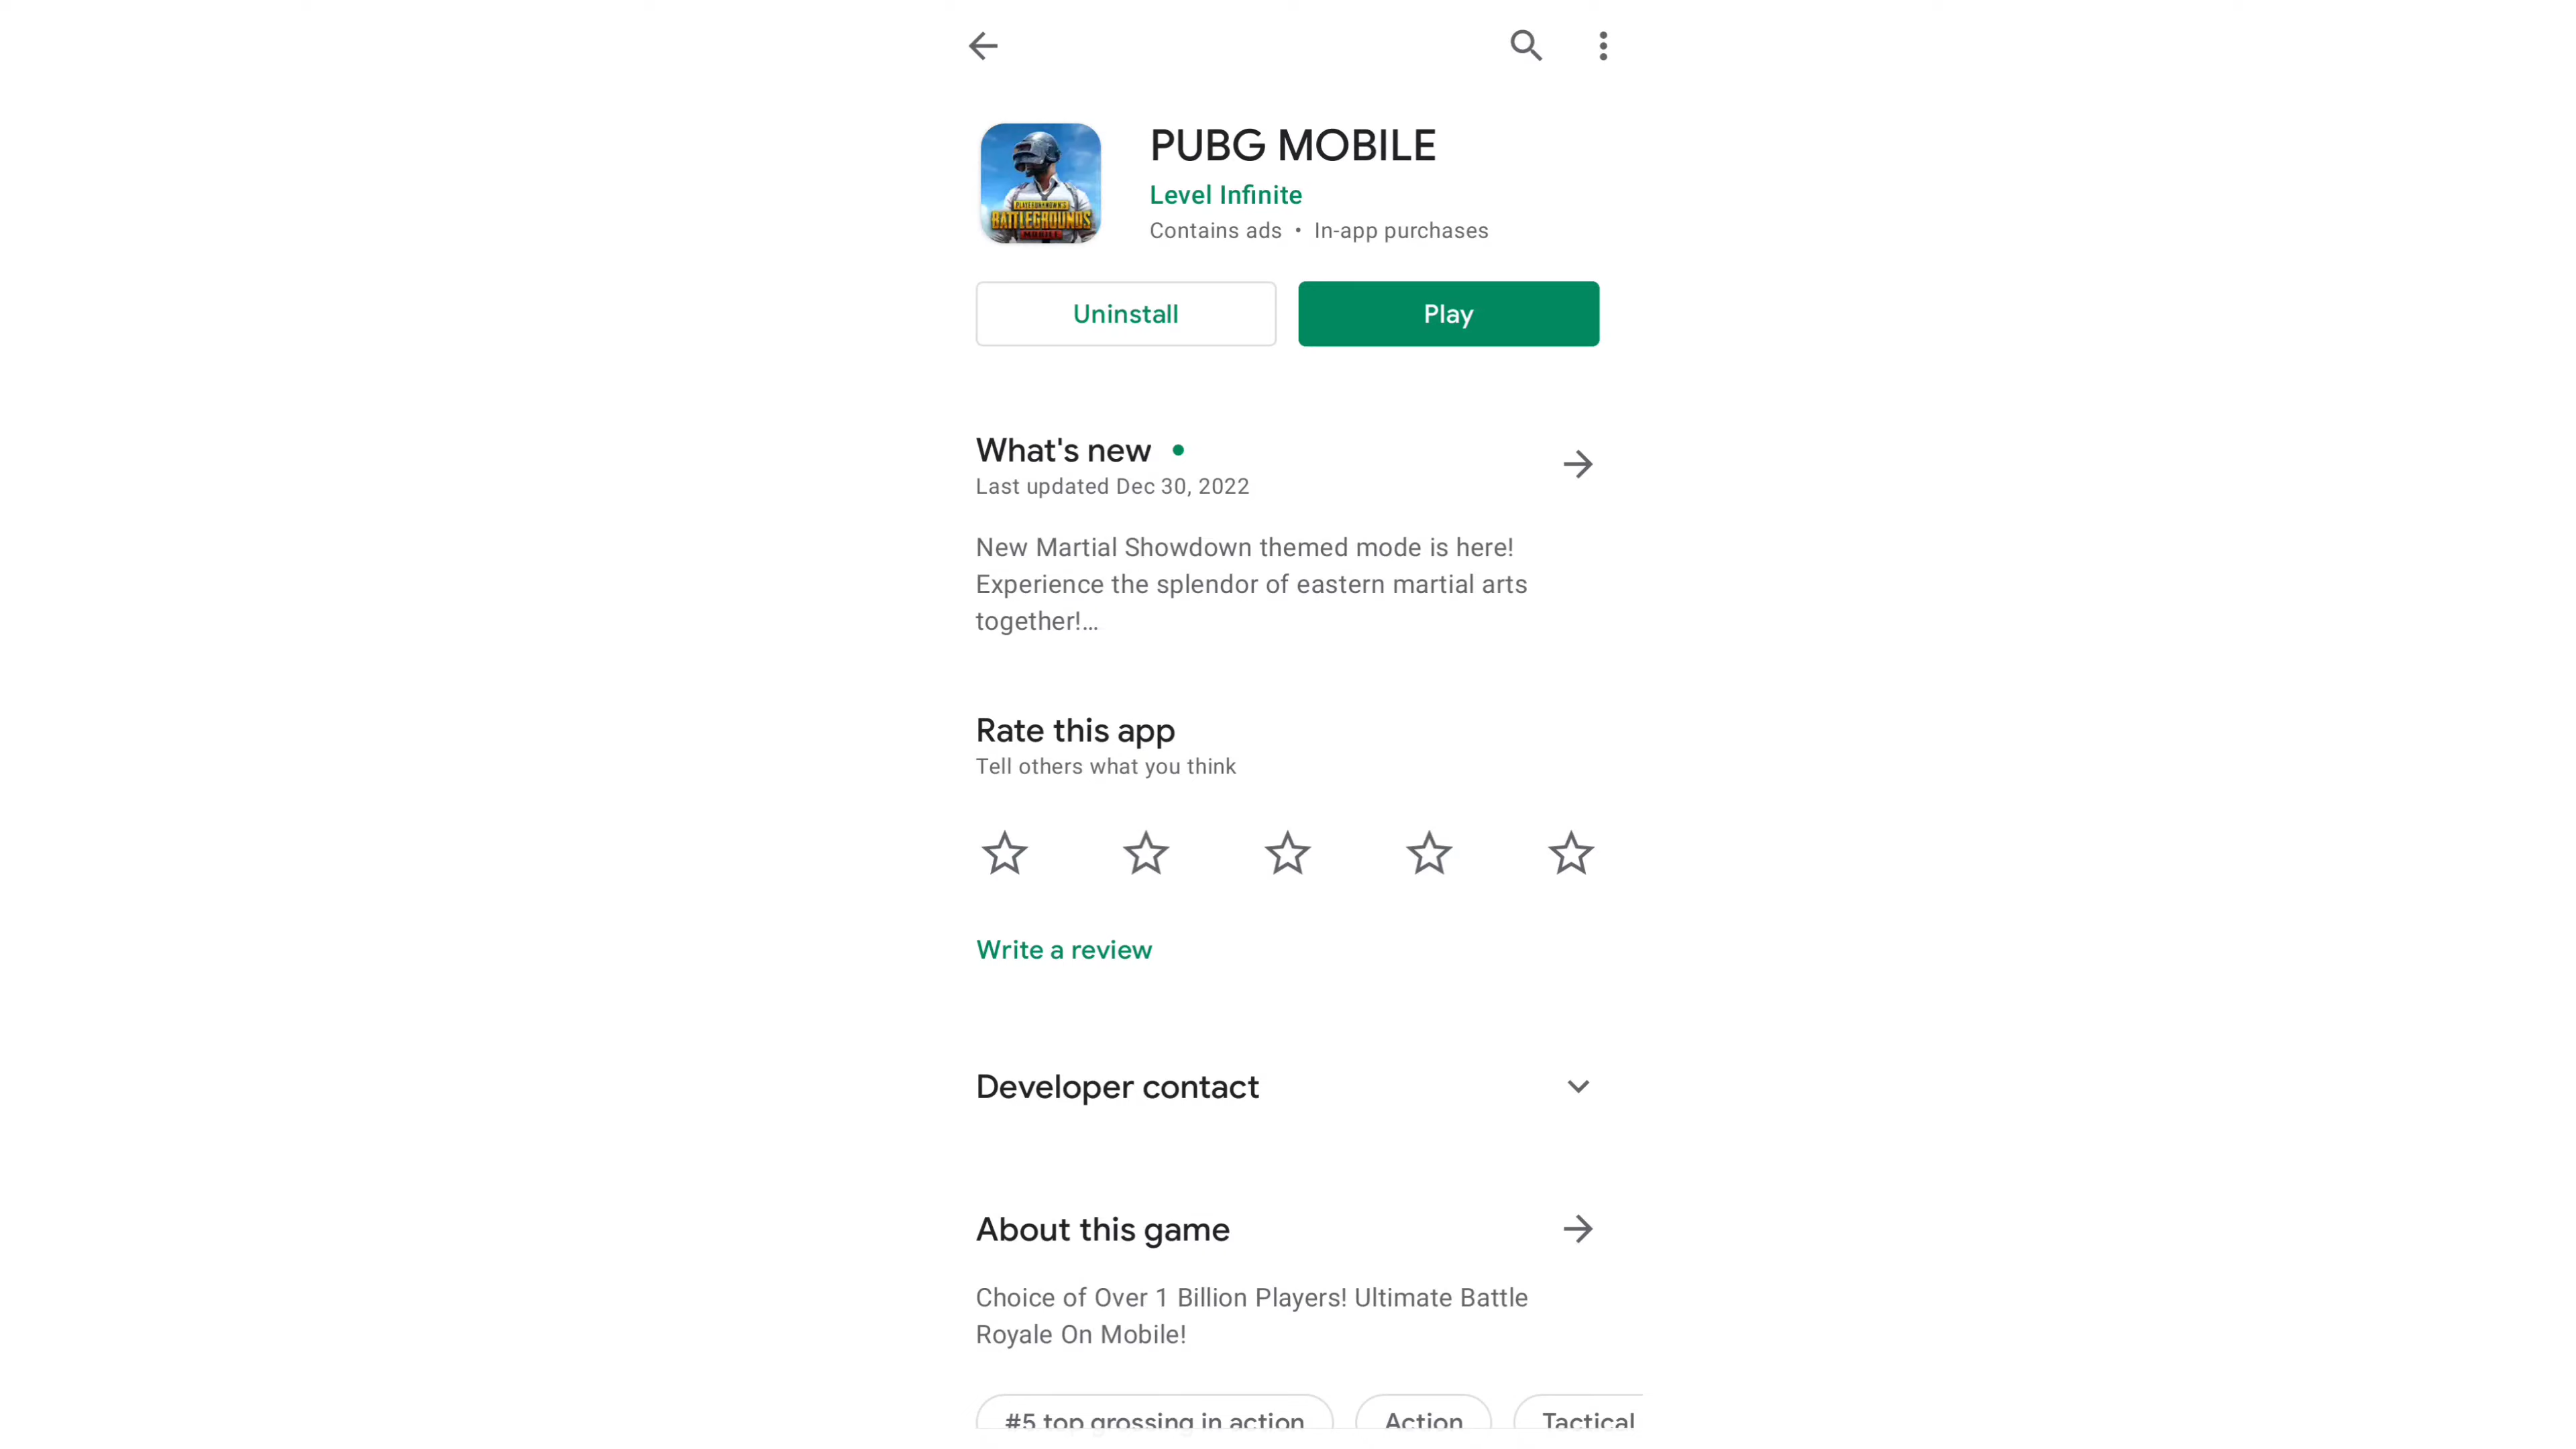 PUBG MOBILE
Level Infinite
Contains ads • In-app purchases
PLAYERUNKNOWN'S
BATTLEGROUNDS
MOBILE
Uninstall
Play
What's new
Last updated Dec 30, 2022
New Martial Showdown themed mode is here!
Experience the splendor of eastern martial arts
together!…
Rate this app
Tell others what you think
Write a review
Developer contact
About this game
Choice of Over 1 Billion Players! Ultimate Battle
Royale On Mobile!
#5 top grossing in action
Action
Tactical